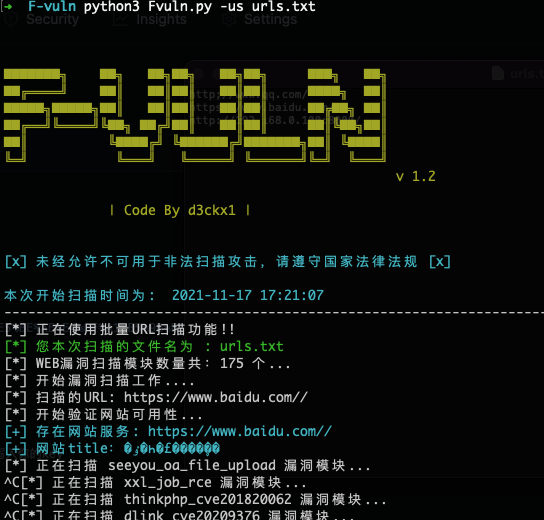 Security Insights Settings
➜ F-vuln python3 Fvuln.py -us urls.txt
F-VULN
v 1.2
| Code By d3ckx1 |
[x] 未经允许不可用于非法扫描攻击, 请遵守国家法律法规 [x]
本次开始扫描时间为: 2021-11-17 17:21:07
--------------------------------------------------------------------
[*] 正在使用批量URL扫描功能!!
[*] 您本次扫描的文件名为 : urls.txt
[*] WEB漏洞扫描模块数量共: 175 个...
[*] 开始漏洞扫描工作....
[*] 扫描的URL: https://www.baidu.com//
[*] 开始验证网站可用性...
[+] 存在网站服务: https://www.baidu.com//
[+] 网站title:
[*] 正在扫描 seeyou_oa_file_upload 漏洞模块...
^C[*] 正在扫描 xxl_job_rce 漏洞模块...
^C[*] 正在扫描 thinkphp_cve201820062 漏洞模块...
^C[*] 正在扫描 dlink_cve20209376 漏洞模块...